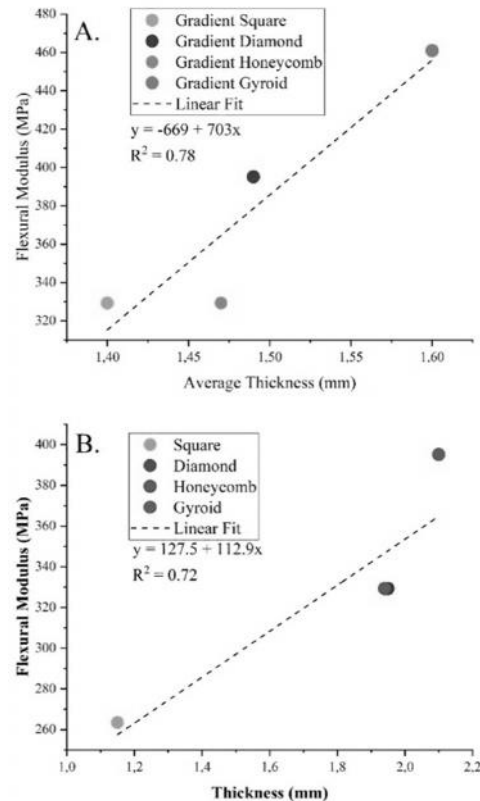 A.
Gradient Square
Gradient Diamond
Gradient Honeycomb
Gradient Gyroid
Linear Fit
y = -669 + 703x
R² = 0.78
480
460
440
420
400
380
360
340
320
Flexural Modulus (MPa)
1,40
1,45
1,50
1,55
1,60
Average Thickness (mm)
B.
Square
Diamond
Honeycomb
Gyroid
Linear Fit
y = 127.5 + 112.9x
R² = 0.72
400
380
360
340
320
300
280
260
Flexural Modulus (MPa)
1,0
1,2
1,4
1,6
1,8
2,0
2,2
Thickness (mm)